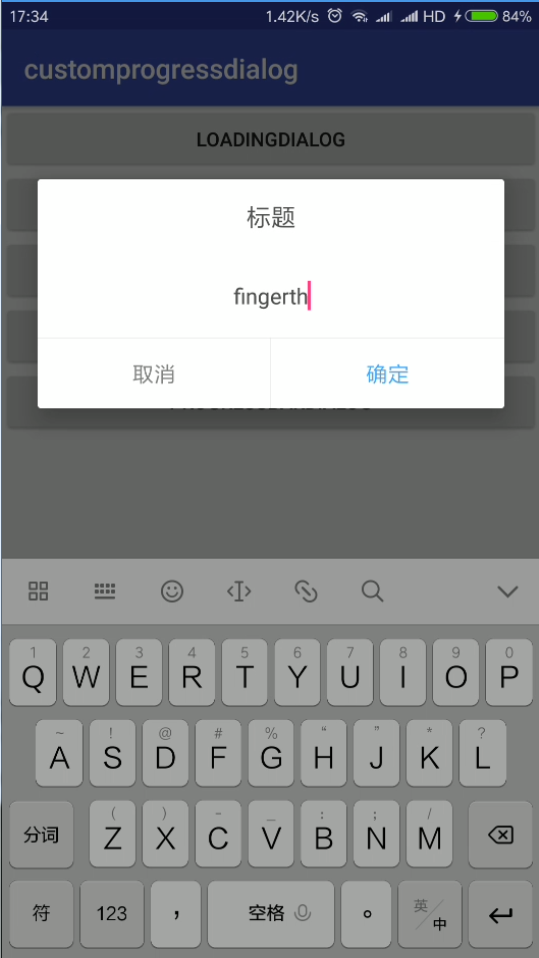 17:34 1.42K/s HD 84%
customprogressdialog
LOADINGDIALOG
标题
fingerth
取消 确定
1 2 3 4 5 6 7 8 9 0
Q W E R T Y U I O P
~ ! @ # % “ ” * ?
A S D F G H J K L
( ) - _ : ; /
分词 Z X C V B N M
符 123 ， 空格 。 英/中